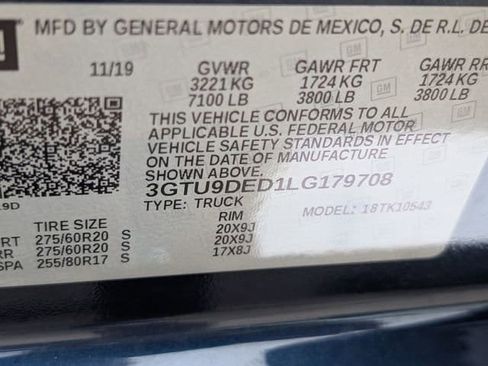 GM MFD BY GENERAL MOTORS DE MEXICO, S. DE R.L. DE
11/19 GVWR GAWR FRT GAWR RR
3221 KG 1724 KG 1724 KG
7100 LB 3800 LB 3800 LB
THIS VEHICLE CONFORMS TO ALL
APPLICABLE U.S. FEDERAL MOTOR
VEHICLE SAFETY STANDARDS IN EFFECT
ON THE DATE OF MANUFACTURE
SHOWN ABOVE.
3GTU9DED1LG179708
TYPE: TRUCK MODEL: 18TK10543
TIRE SIZE RIM
RT 275/60R20 S 20X9J
RR 275/60R20 S 20X9J
SPA 255/80R17 S 17X8J